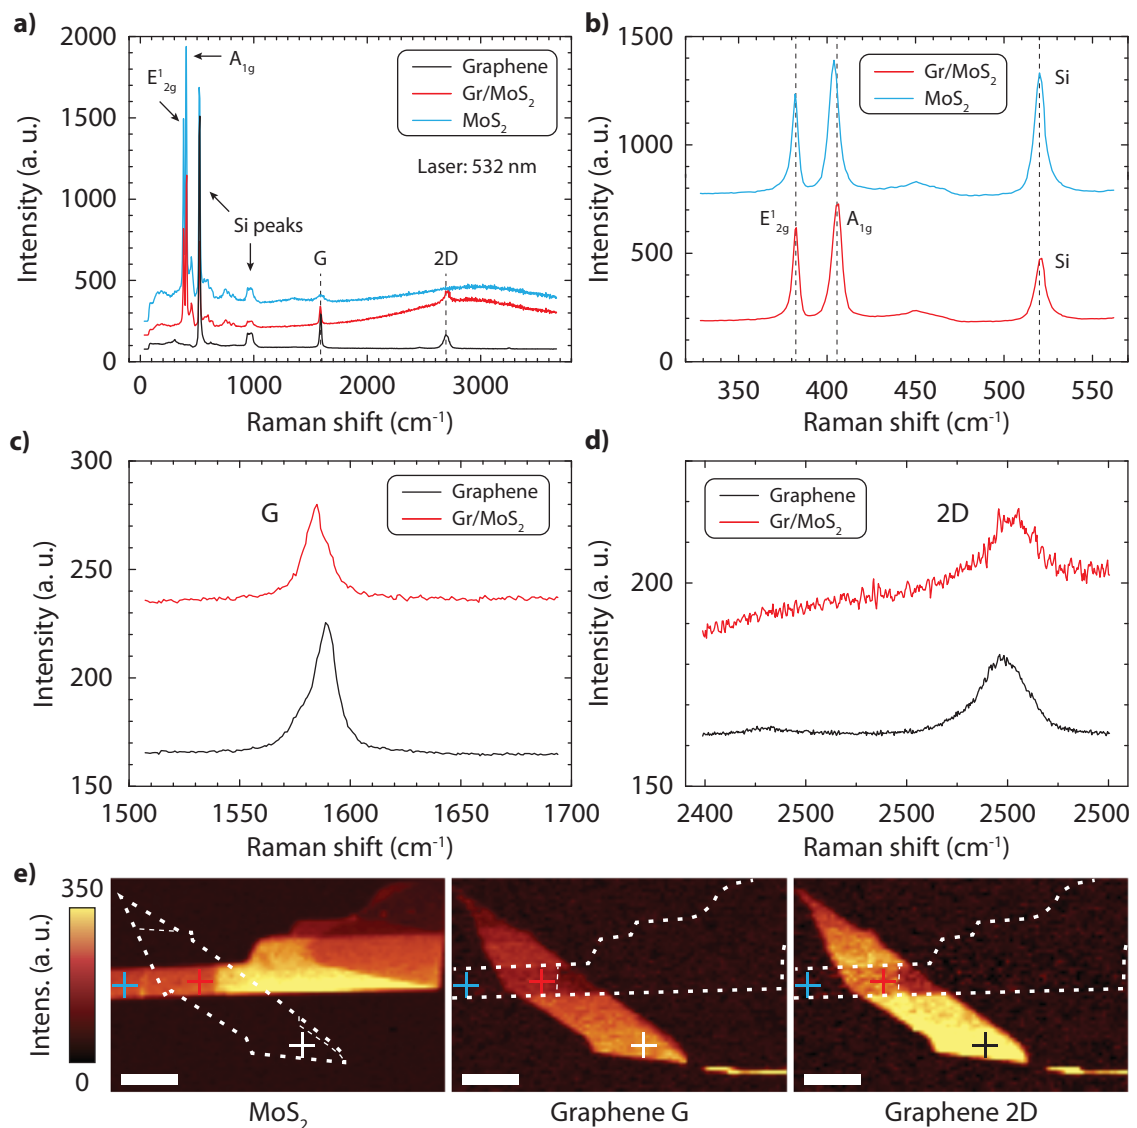 a)
2000
1500
1000
500
0
Intensity (a. u.)
E¹₂g
A₁g
Graphene
Gr/MoS₂
MoS₂
Laser: 532 nm
Si peaks
G
2D
0 1000 2000 3000
Raman shift (cm⁻¹)
b)
1500
1000
500
0
Intensity (a. u.)
Gr/MoS₂
MoS₂
Si
E¹₂g
A₁g
Si
350 400 450 500 550
Raman shift (cm⁻¹)
c)
300
250
200
150
Intensity (a. u.)
G
Graphene
Gr/MoS₂
1500 1550 1600 1650 1700
Raman shift (cm⁻¹)
d)
200
150
Intensity (a. u.)
Graphene
Gr/MoS₂
2D
2400 2500 2500 2500 2500
Raman shift (cm⁻¹)
e)
350
0
Intens. (a. u.)
MoS₂
Graphene G
Graphene 2D